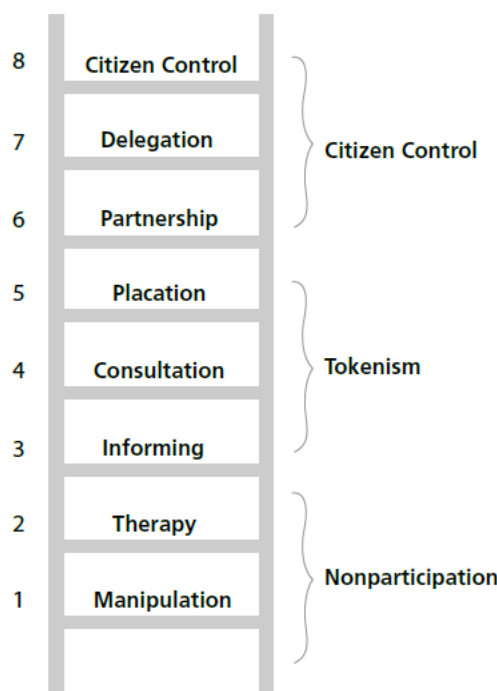 8 Citizen Control
7 Delegation
Citizen Control
6 Partnership
5 Placation
4 Consultation
Tokenism
3 Informing
2 Therapy
Nonparticipation
1 Manipulation